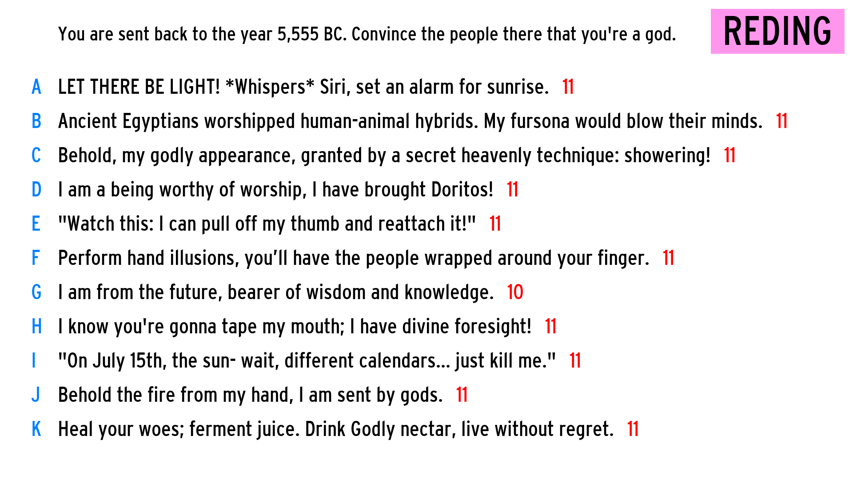 You are sent back to the year 5,555 BC. Convince the people there that you're a god.
REDING
A LET THERE BE LIGHT! *Whispers* Siri, set an alarm for sunrise. 11
B Ancient Egyptians worshipped human-animal hybrids. My fursona would blow their minds. 11
C Behold, my godly appearance, granted by a secret heavenly technique: showering! 11
D I am a being worthy of worship, I have brought Doritos! 11
E "Watch this: I can pull off my thumb and reattach it!" 11
F Perform hand illusions, you’ll have the people wrapped around your finger. 11
G I am from the future, bearer of wisdom and knowledge. 10
H I know you're gonna tape my mouth; I have divine foresight! 11
I "On July 15th, the sun- wait, different calendars... just kill me." 11
J Behold the fire from my hand, I am sent by gods. 11
K Heal your woes; ferment juice. Drink Godly nectar, live without regret. 11